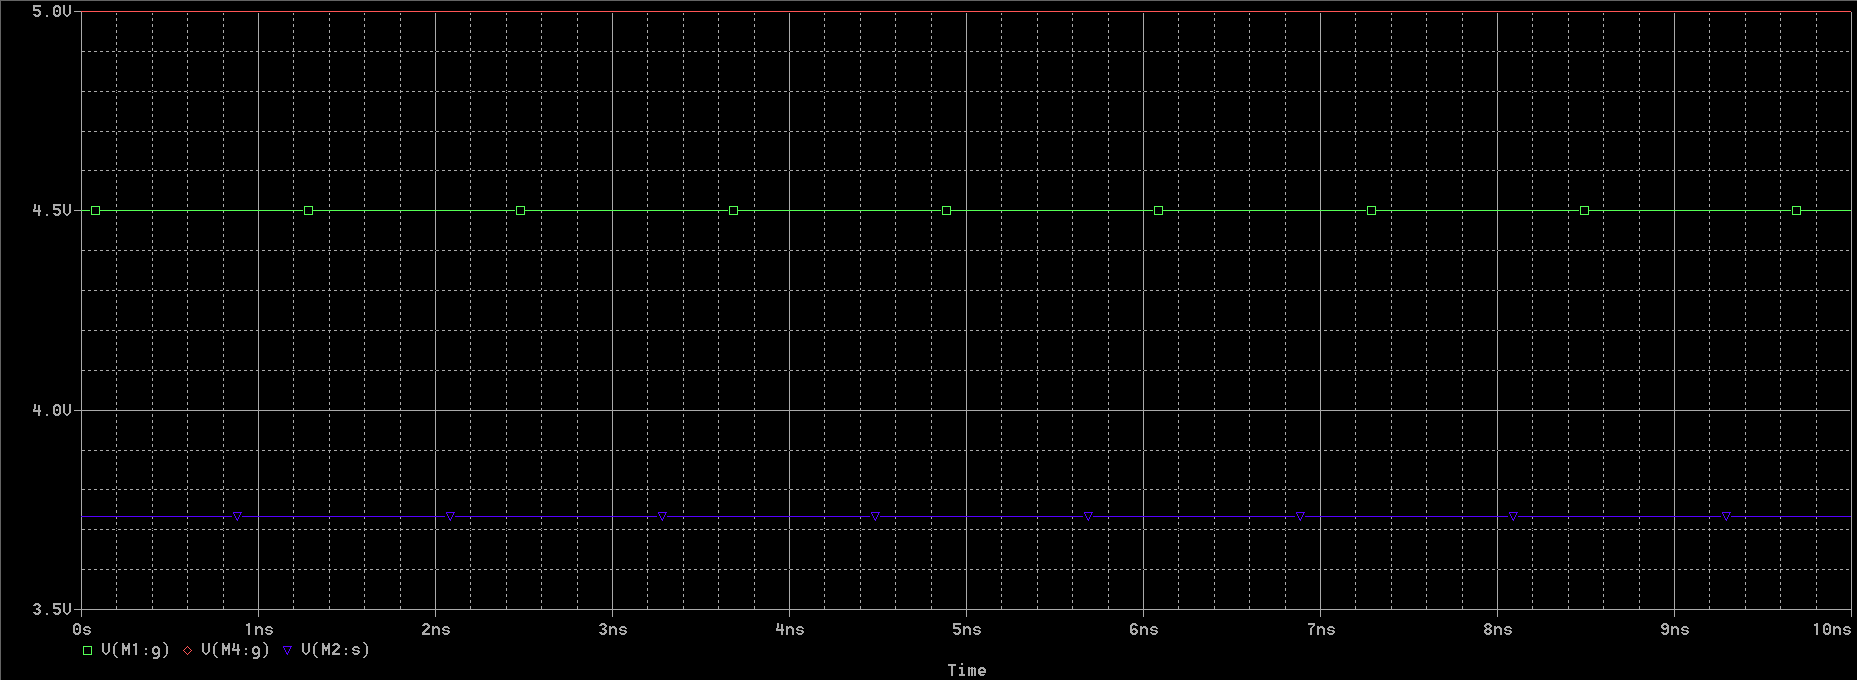 5.0V
4.5V
4.0V
3.5V
0s 1ns 2ns 3ns 4ns 5ns 6ns 7ns 8ns 9ns 10ns
V(M1:g) V(M4:g) V(M2:s)
Time